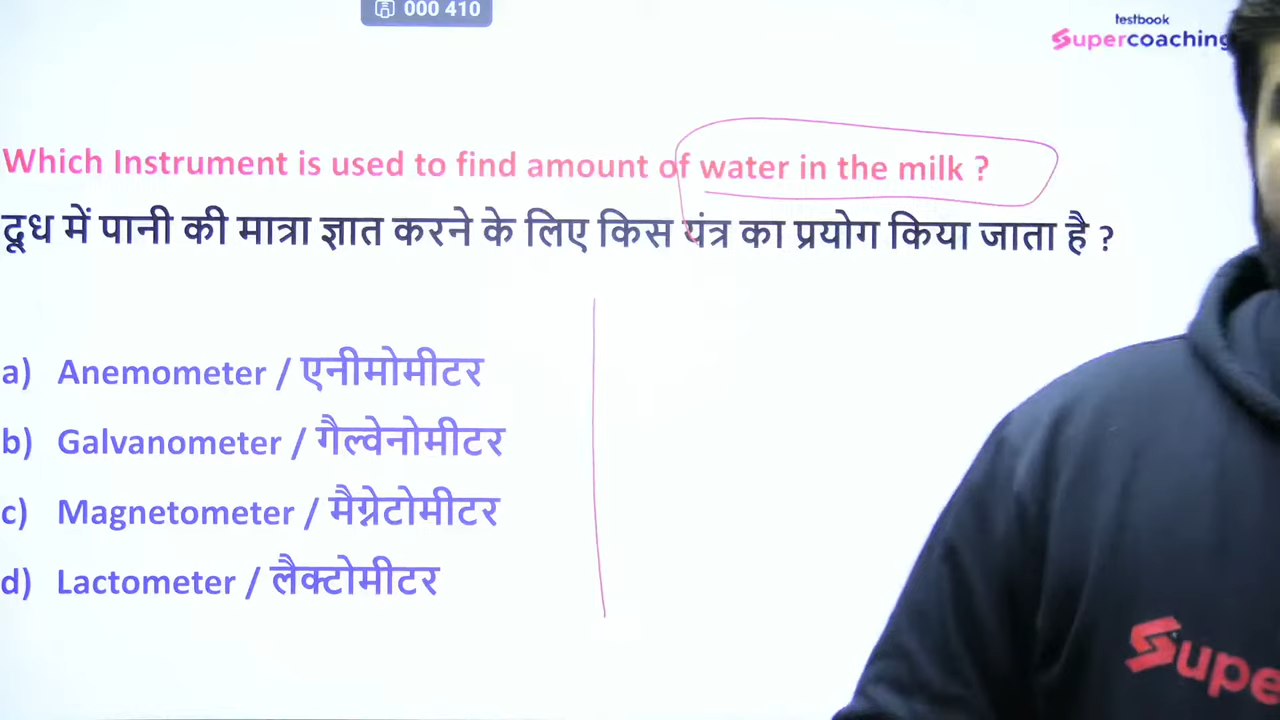 000 410
testbook
Supercoaching
Which Instrument is used to find amount of water in the milk ?
दूध में पानी की मात्रा ज्ञात करने के लिए किस यंत्र का प्रयोग किया जाता है ?
a) Anemometer / एनीमोमीटर
b) Galvanometer / गैल्वेनोमीटर
c) Magnetometer / मैग्नेटोमीटर
d) Lactometer / लैक्टोमीटर
Supe